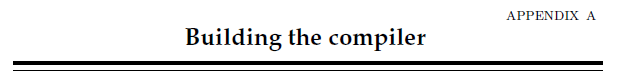 APPENDIX A
Building the compiler